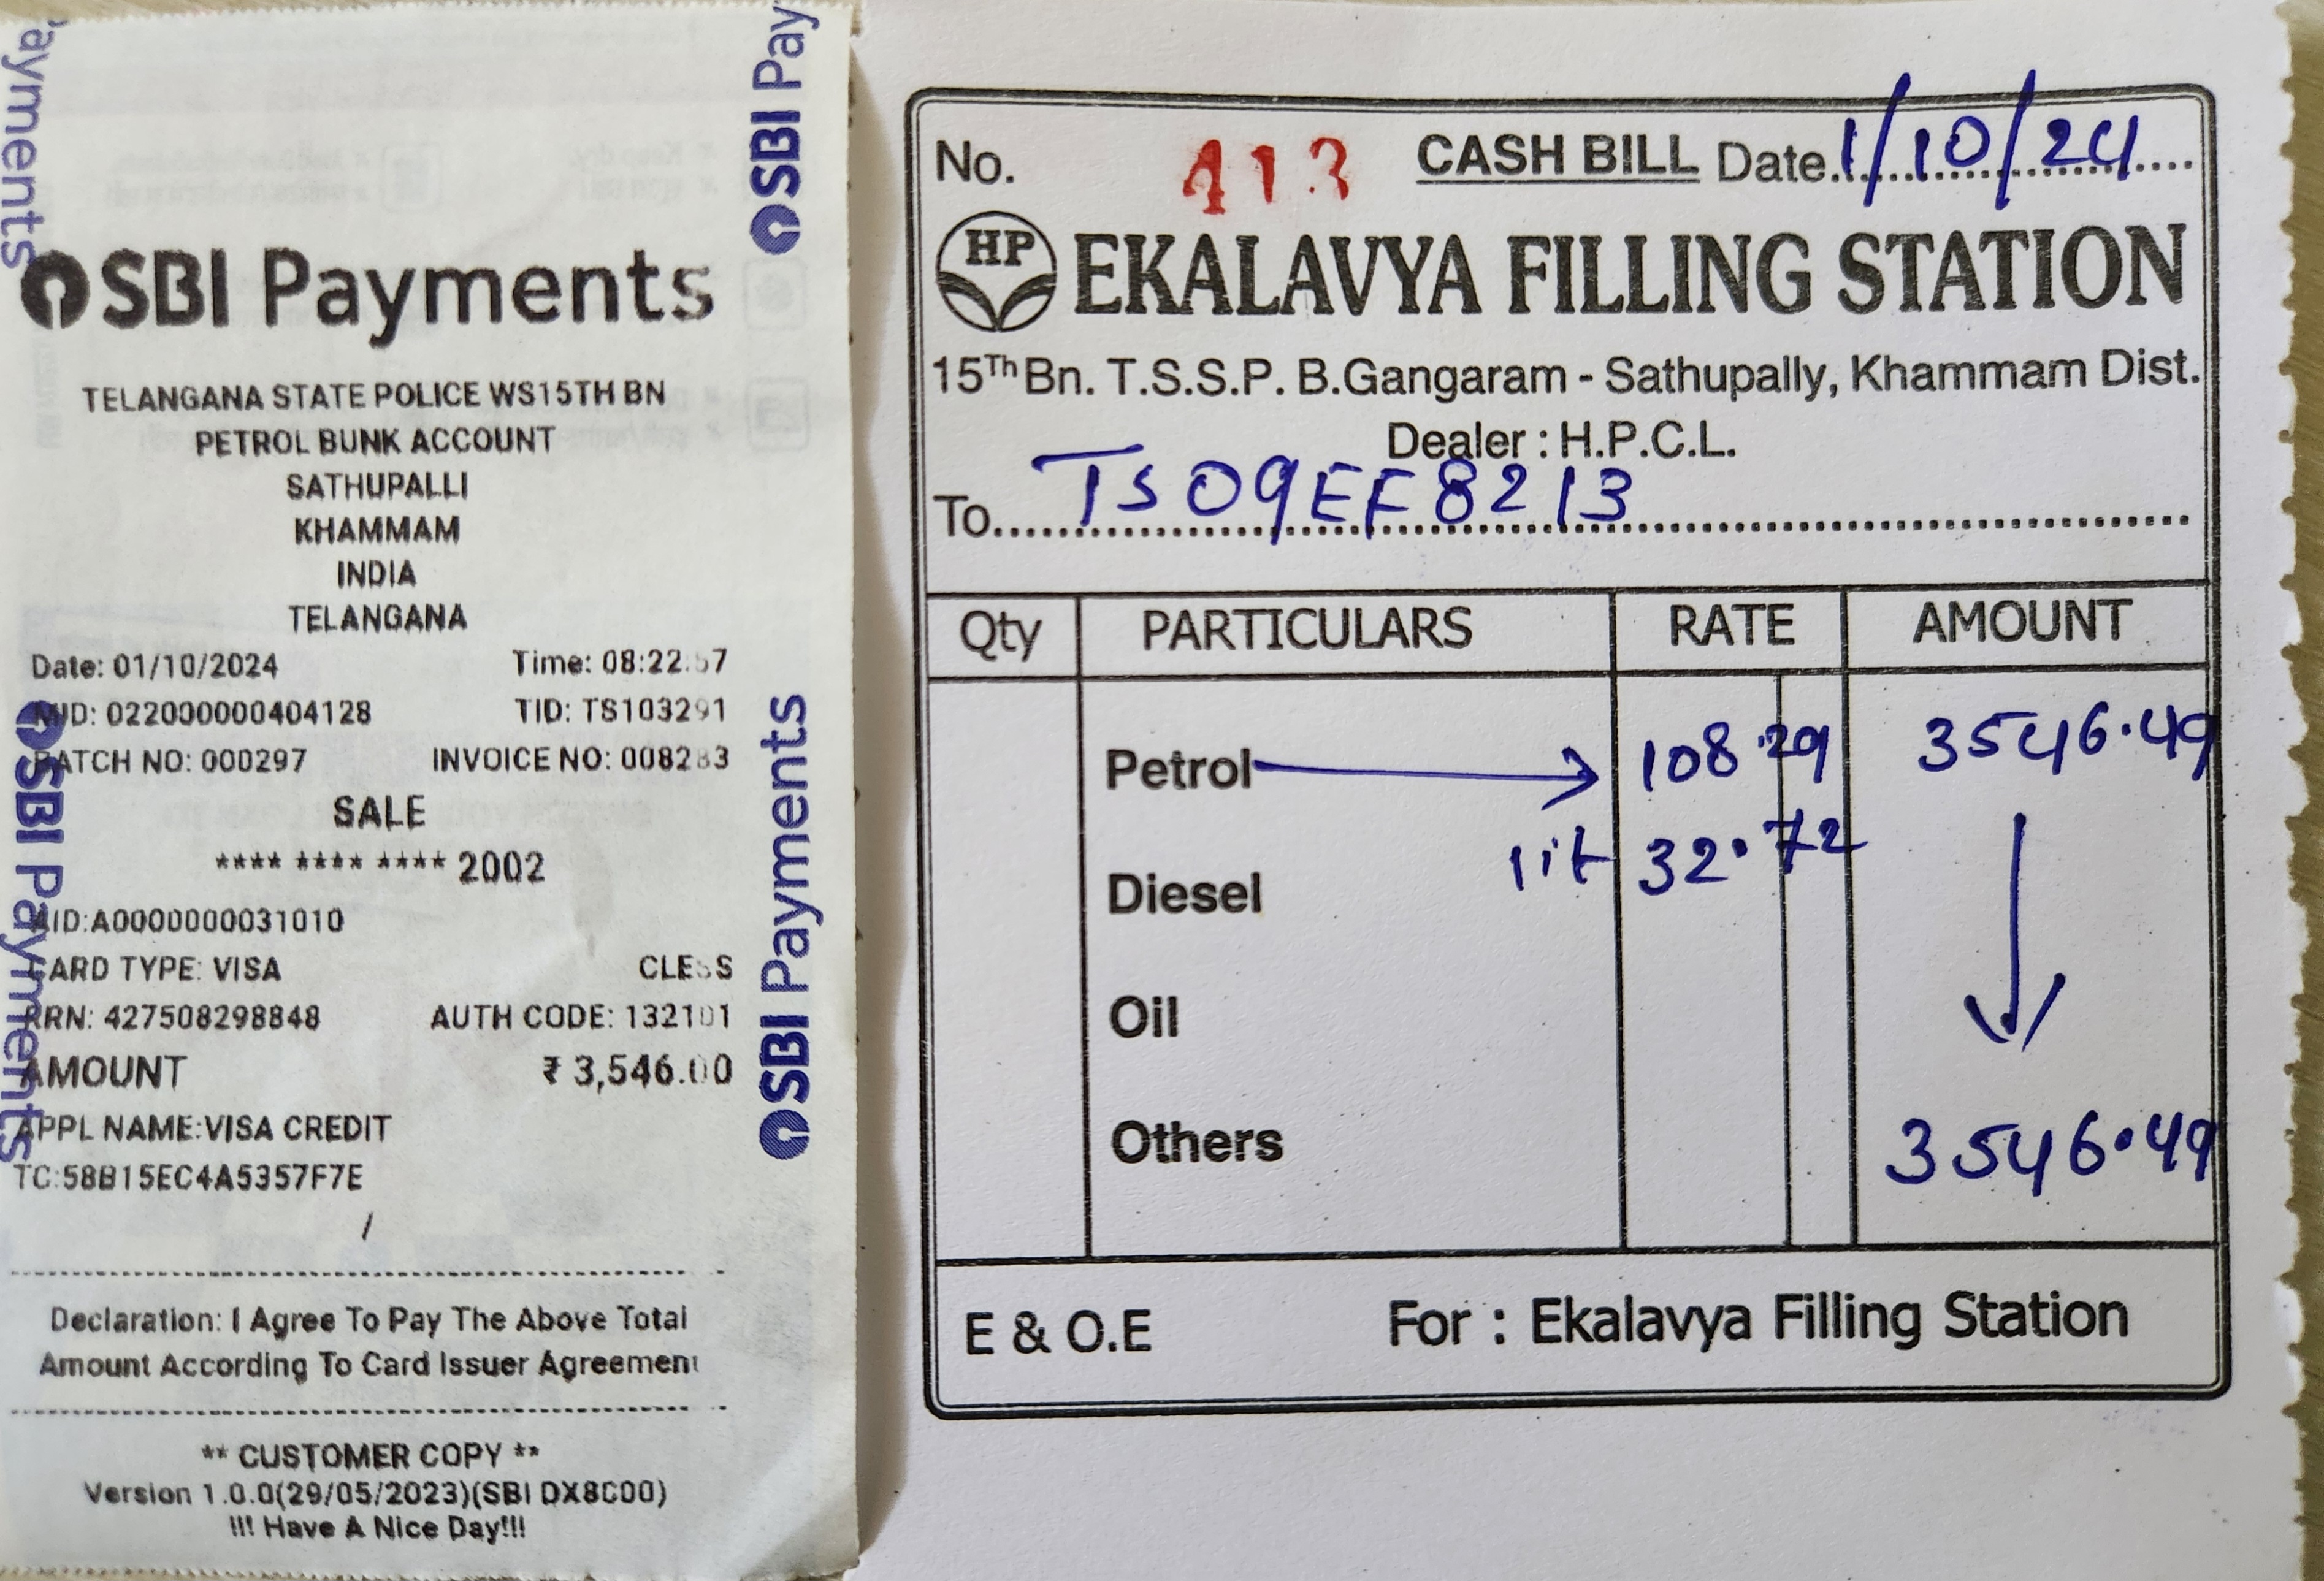 SBI Payments
TELANGANA STATE POLICE WS15TH BN
PETROL BUNK ACCOUNT
SATHUPALLI
KHAMMAM
INDIA
TELANGANA
Date: 01/10/2024 Time: 08:22:57
MID: 022000000404128 TID: TS103291
BATCH NO: 000297 INVOICE NO: 008283
SALE
**** **** **** 2002
AID:A0000000031010
CARD TYPE: VISA CLESS
RRN: 427508298848 AUTH CODE: 132101
AMOUNT ₹ 3,546.00
APPL NAME:VISA CREDIT
TC:58B15EC4A5357F7E
/
Declaration: I Agree To Pay The Above Total
Amount According To Card Issuer Agreement
** CUSTOMER COPY **
Version 1.0.0(29/05/2023)(SBI DX8000)
!!! Have A Nice Day!!!
ayments
SBI Payments
SBI Pay
SBI Payments
No. 413 CASH BILL Date. 1/10/24
HP EKALAVYA FILLING STATION
15Th Bn. T.S.S.P. B.Gangaram - Sathupally, Khammam Dist.
Dealer : H.P.C.L.
To TS09EF8213
Qty PARTICULARS RATE AMOUNT
Petrol 108.29 3546.49
lit 32.72
Diesel
Oil
Others 3546.49
E & O.E For : Ekalavya Filling Station